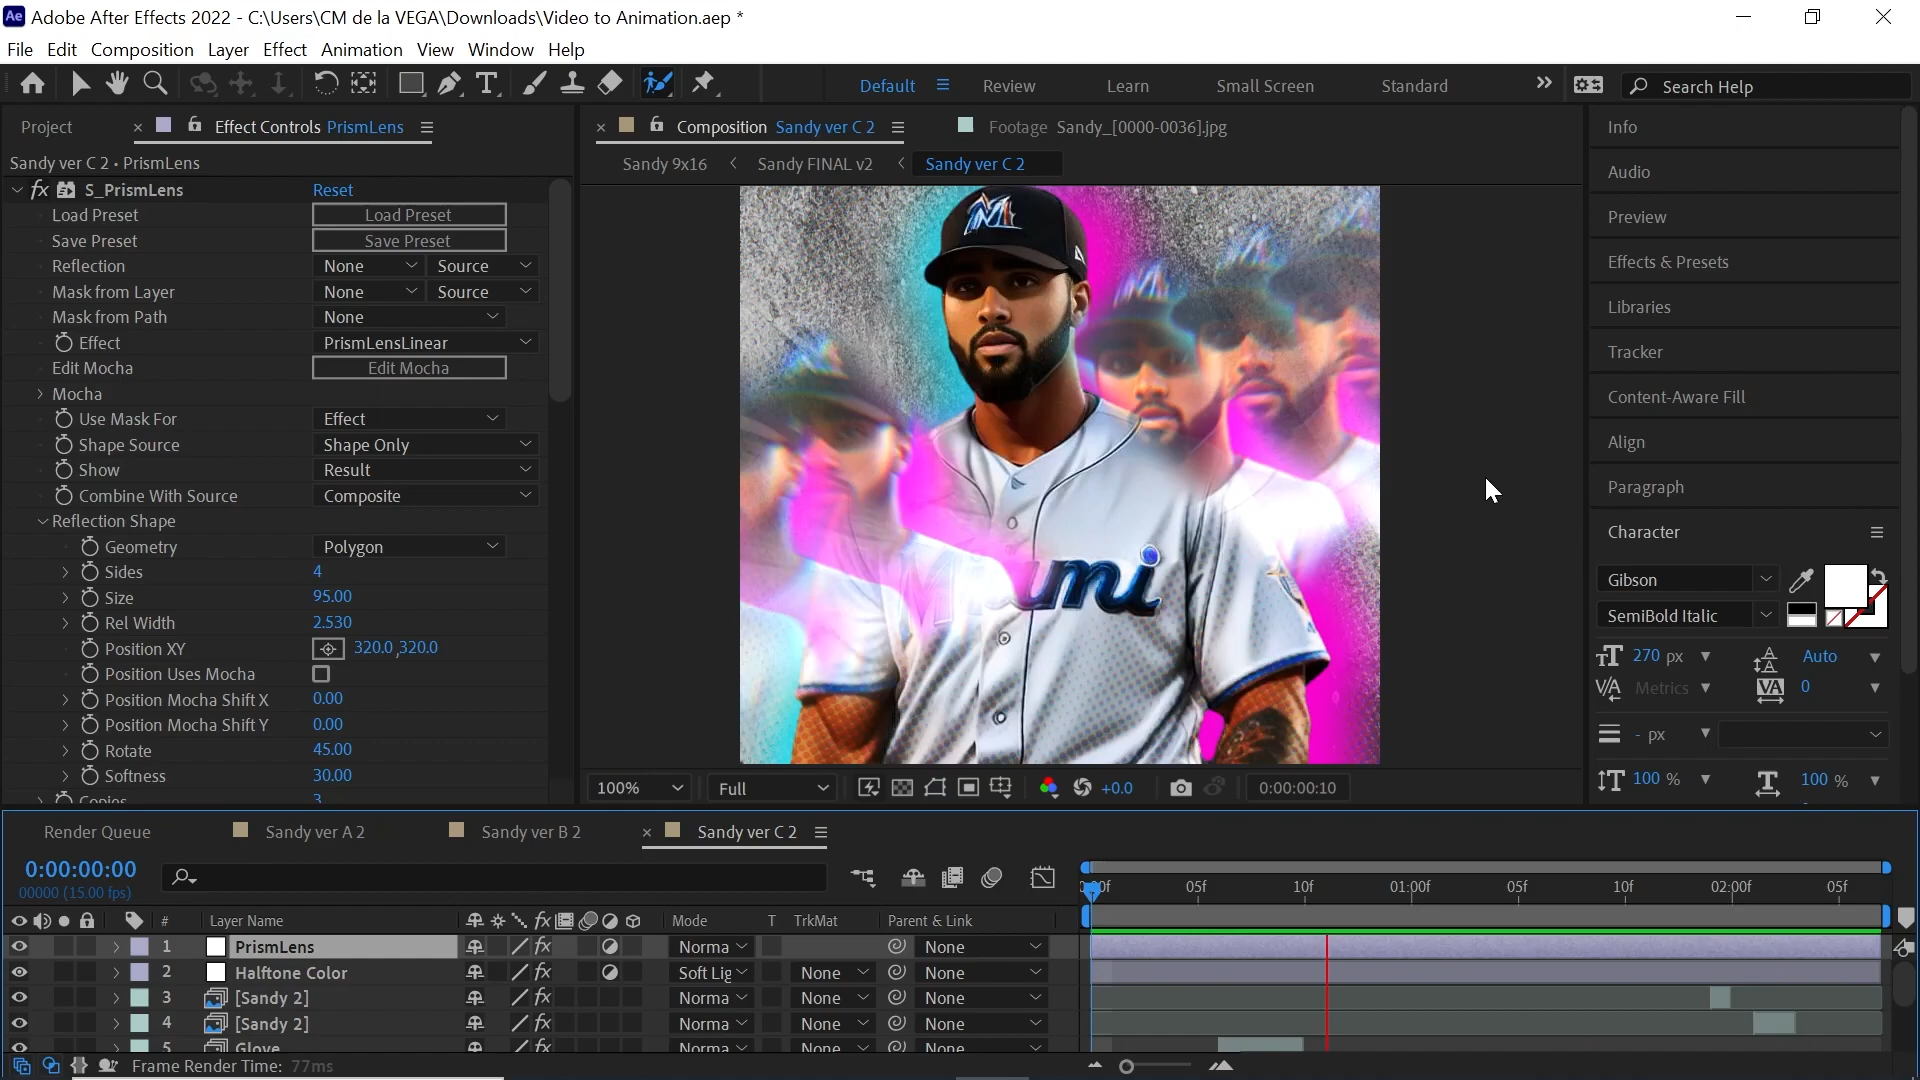 Ae Adobe After Effects 2022 - C:\Users\CM de la VEGA\Downloads\Video to Animation.aep *
File Edit Composition Layer Effect Animation View Window Help
Default Review Learn Small Screen Standard Search Help
Project Effect Controls PrismLens
Composition Sandy ver C 2 Footage Sandy_[0000-0036].jpg
Sandy ver C 2 • PrismLens
Sandy 9x16 Sandy FINAL v2 Sandy ver C 2
fx S_PrismLens Reset
Load Preset Load Preset
Save Preset Save Preset
Reflection None Source
Mask from Layer None Source
Mask from Path None
Effect PrismLensLinear
Edit Mocha Edit Mocha
Mocha
Use Mask For Effect
Shape Source Shape Only
Show Result
Combine With Source Composite
Reflection Shape
Geometry Polygon
Sides 4
Size 95.00
Rel Width 2.530
Position XY 320.0 ,320.0
Position Uses Mocha
Position Mocha Shift X 0.00
Position Mocha Shift Y 0.00
Rotate 45.00
Softness 30.00
Copies 3
M
Miami
100% Full +0.0 0:00:00:10
Info
Audio
Preview
Effects & Presets
Libraries
Tracker
Content-Aware Fill
Align
Paragraph
Character
Gibson
SemiBold Italic
270 px Auto
Metrics 0
- px
100 % 100 %
Render Queue Sandy ver A 2 Sandy ver B 2 Sandy ver C 2
0:00:00:00
00000 (15.00 fps)
05f 10f 01:00f 05f 10f 02:00f 05f
# Layer Name Mode T TrkMat Parent & Link
1 PrismLens Norma None
2 Halftone Color Soft Lig None None
3 [Sandy 2] Norma None None
4 [Sandy 2] Norma None None
5 Glove Norma None None
Frame Render Time: 77ms